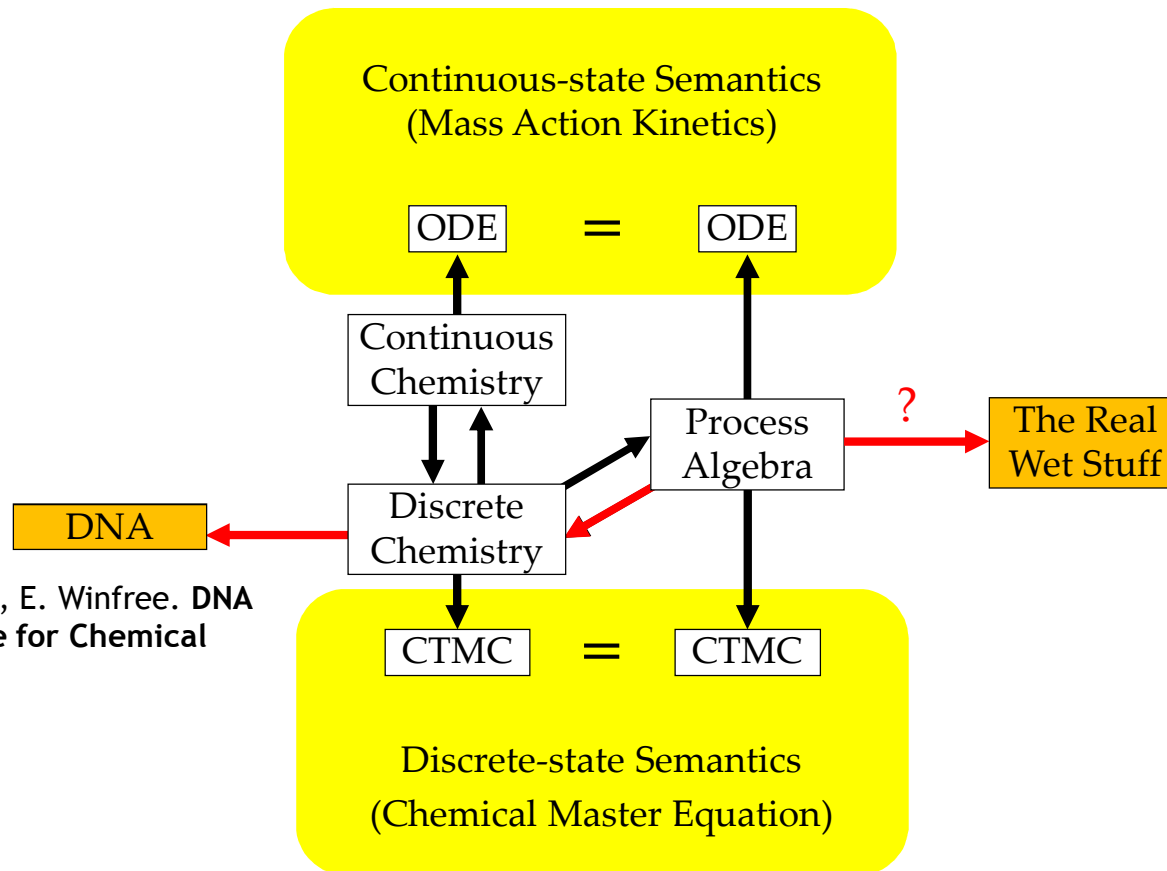 Continuous-state Semantics
(Mass Action Kinetics)
ODE = ODE
Continuous
Chemistry
Process
Algebra
?
The Real
Wet Stuff
Discrete
Chemistry
DNA
, E. Winfree. DNA
e for Chemical
CTMC = CTMC
Discrete-state Semantics
(Chemical Master Equation)